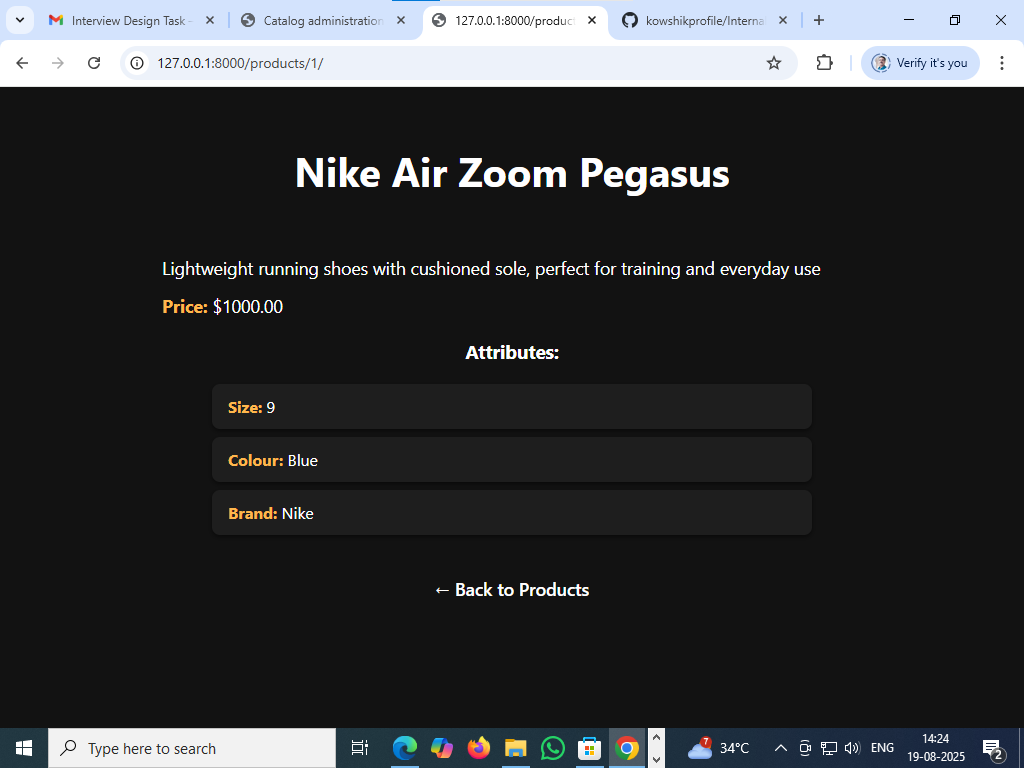 Interview Design Task -
Catalog administration
127.0.0.1:8000/product
kowshikprofile/Interna
127.0.0.1:8000/products/1/
Verify it's you
Nike Air Zoom Pegasus
Lightweight running shoes with cushioned sole, perfect for training and everyday use
Price: $1000.00
Attributes:
Size: 9
Colour: Blue
Brand: Nike
← Back to Products
Type here to search
7
34°C
ENG
14:24
19-08-2025
2